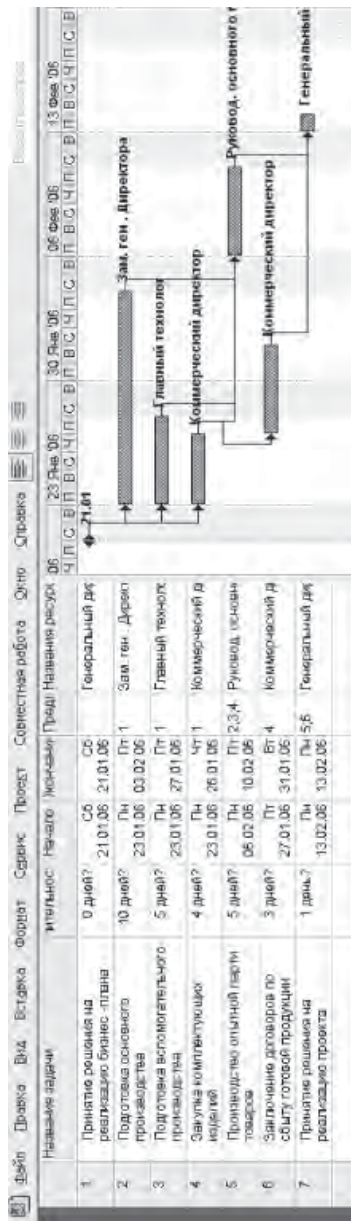 Файл Правка Вид Вставка Формат Сервис Проект Совместная работа Окно Справка
Название задачи
ительнос
Начало
Окончание
Пред
Названия ресурс
06
23 Янв '06
30 Янв '06
06 Фев '06
13 Фев '06
Ч П С В П В С Ч П С В П В С Ч П С В П В С Ч П С В П В С Ч П С В
1
Принятие решения на
реализацию бизнес -плана
0 дней?
Сб
21.01.06
Сб
21.01.06
Генеральный дир
21.01
2
Подготовка основного
производства
10 дней?
Пн
23.01.06
Пт
03.02.06
1
Зам. ген . Дирек
Зам. ген . Директора
3
Подготовка вспомогательного
производства
5 дней?
Пн
23.01.06
Пт
27.01.06
1
Главный техноло
Главный технолог
4
Закупка комплектующих
изделий
4 дней?
Пн
23.01.06
Чт
26.01.06
1
Коммерческий д
Коммерческий директор
5
Производство опытной парти
товаров
5 дней?
Пн
06.02.06
Пт
10.02.06
2,3,4
Руковод. основн
Руковод. основного п
6
Заключение договоров по
сбыту готовой продукции
3 дней?
Пт
27.01.06
Вт
31.01.06
4
Коммерческий д
Коммерческий директор
7
Принятие решения на
реализацию проекта
1 день?
Пн
13.02.06
Пн
13.02.06
5,6
Генеральный дир
Генеральный